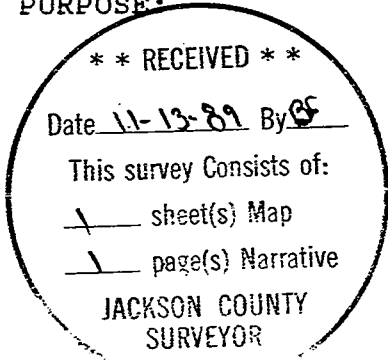 PURPOSE:
* * RECEIVED * *
Date 11-13-89 By BF
This survey Consists of:
1 sheet(s) Map
1 page(s) Narrative
JACKSON COUNTY
SURVEYOR